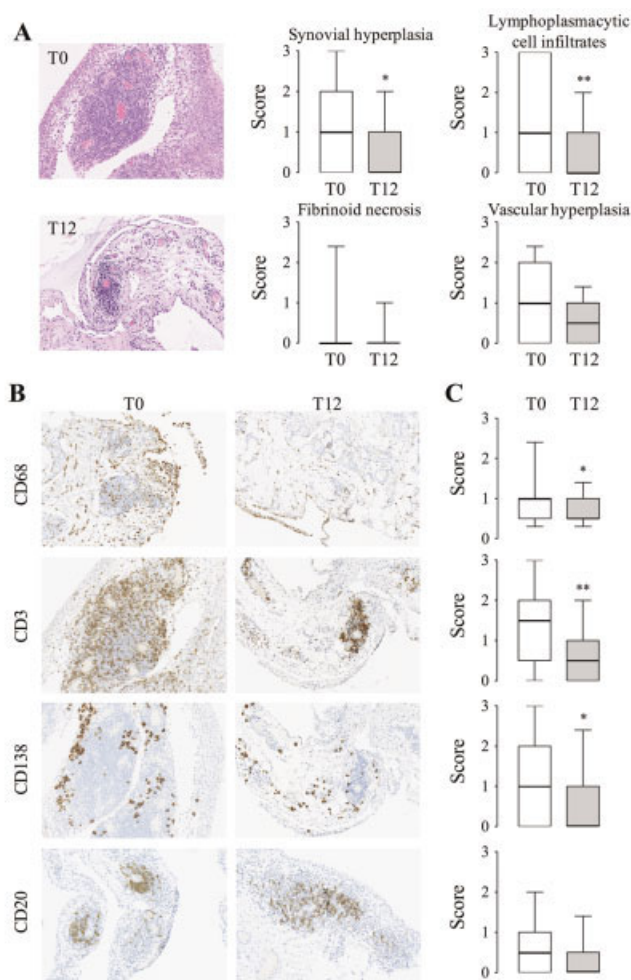 A
T0
T12
Synovial hyperplasia
Score
3
2
1
0
*
T0 T12
Lymphoplasmacytic
cell infiltrates
Score
3
2
1
0
**
T0 T12
Fibrinoid necrosis
Score
3
2
1
0
T0 T12
Vascular hyperplasia
Score
3
2
1
0
T0 T12
B
T0 T12
CD68
CD3
CD138
CD20
C
T0 T12
Score
3
2
1
0
*
Score
3
2
1
0
**
Score
3
2
1
0
*
Score
3
2
1
0